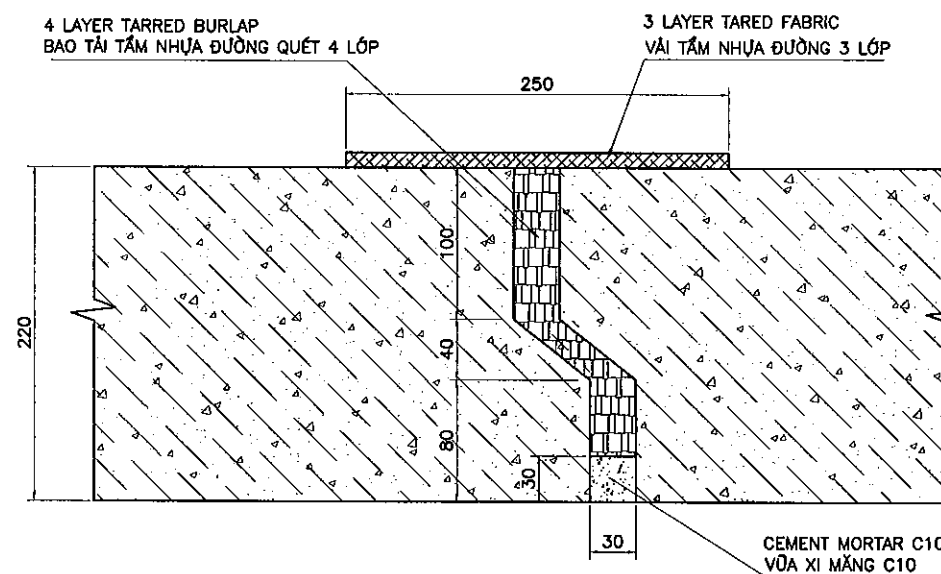 4 LAYER TARRED BURLAP
BAO TẢI TẨM NHỰA ĐƯỜNG QUÉT 4 LỚP
3 LAYER TARED FABRIC
VẢI TẨM NHỰA ĐƯỜNG 3 LỚP
250
220
100
40
80
30
30
CEMENT MORTAR C10
VỮA XI MĂNG C10